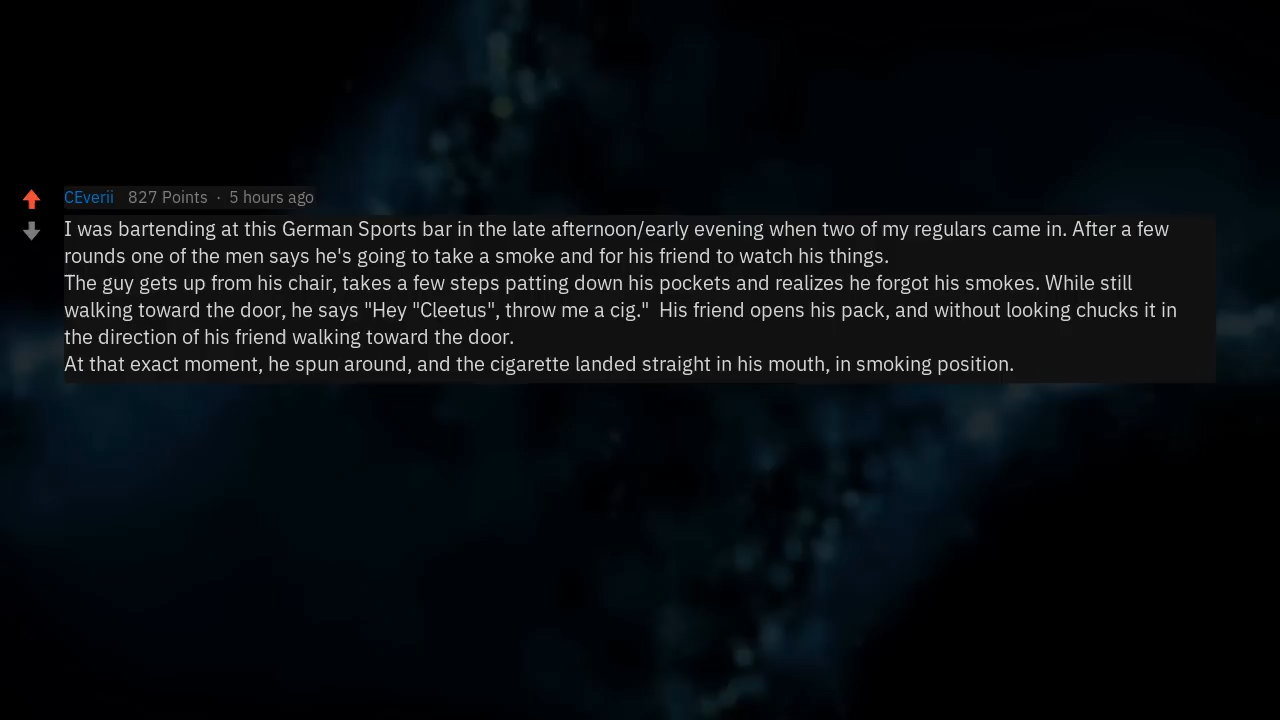 CEverii 827 Points · 5 hours ago
I was bartending at this German Sports bar in the late afternoon/early evening when two of my regulars came in. After a few
rounds one of the men says he's going to take a smoke and for his friend to watch his things.
The guy gets up from his chair, takes a few steps patting down his pockets and realizes he forgot his smokes. While still
walking toward the door, he says "Hey "Cleetus", throw me a cig."  His friend opens his pack, and without looking chucks it in
the direction of his friend walking toward the door.
At that exact moment, he spun around, and the cigarette landed straight in his mouth, in smoking position.